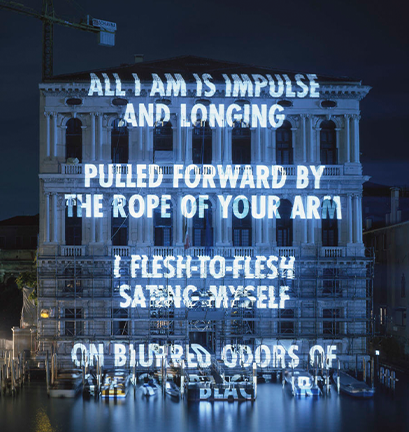 ALL I AM IS IMPULSE
AND LONGING
PULLED FORWARD BY
THE ROPE OF YOUR ARM
I FLESH-TO-FLESH
SATING MYSELF
ON BLURRED ODORS OF